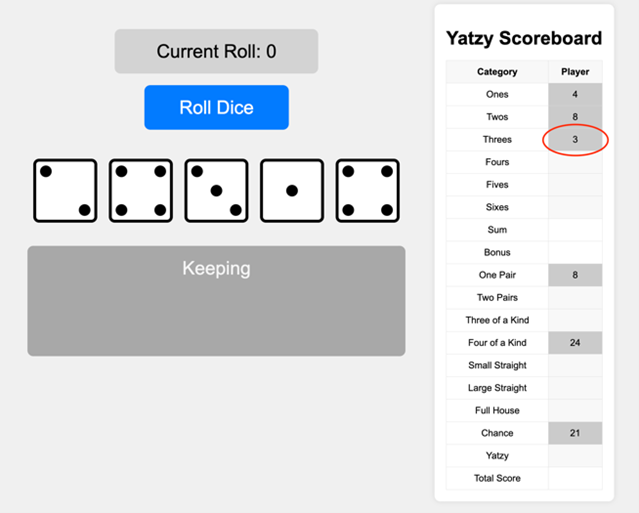 Current Roll: 0
Roll Dice
Keeping
Yatzy Scoreboard
Category Player
Ones 4
Twos 8
Threes 3
Fours
Fives
Sixes
Sum
Bonus
One Pair 8
Two Pairs
Three of a Kind
Four of a Kind 24
Small Straight
Large Straight
Full House
Chance 21
Yatzy
Total Score